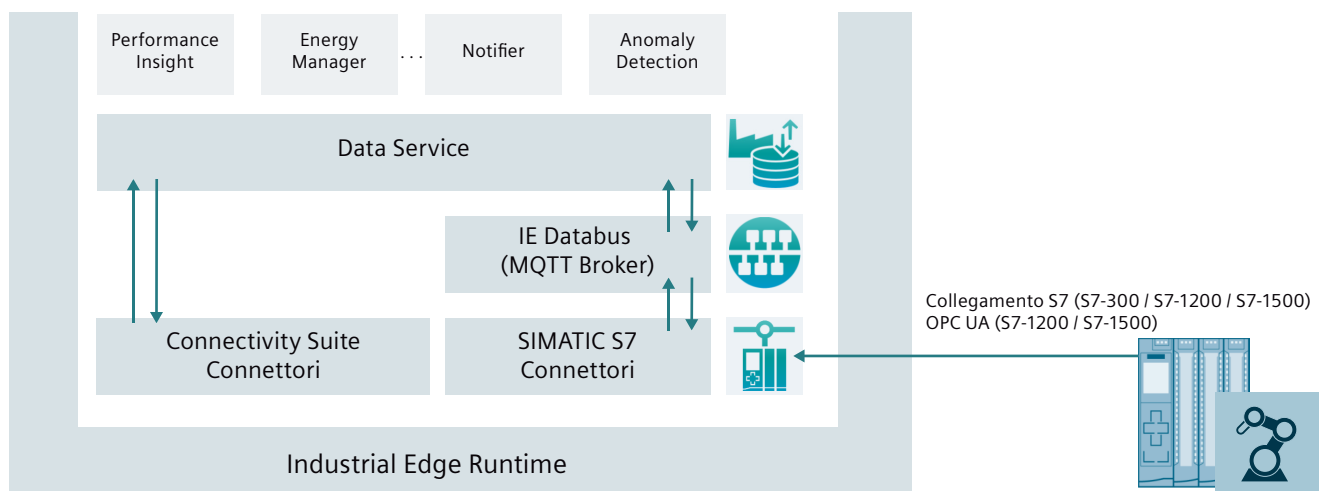 Performance
Insight
Energy
Manager
...
Notifier
Anomaly
Detection
Data Service
IE Databus
(MQTT Broker)
Collegamento S7 (S7-300 / S7-1200 / S7-1500)
OPC UA (S7-1200 / S7-1500)
Connectivity Suite
Connettori
SIMATIC S7
Connettori
Industrial Edge Runtime